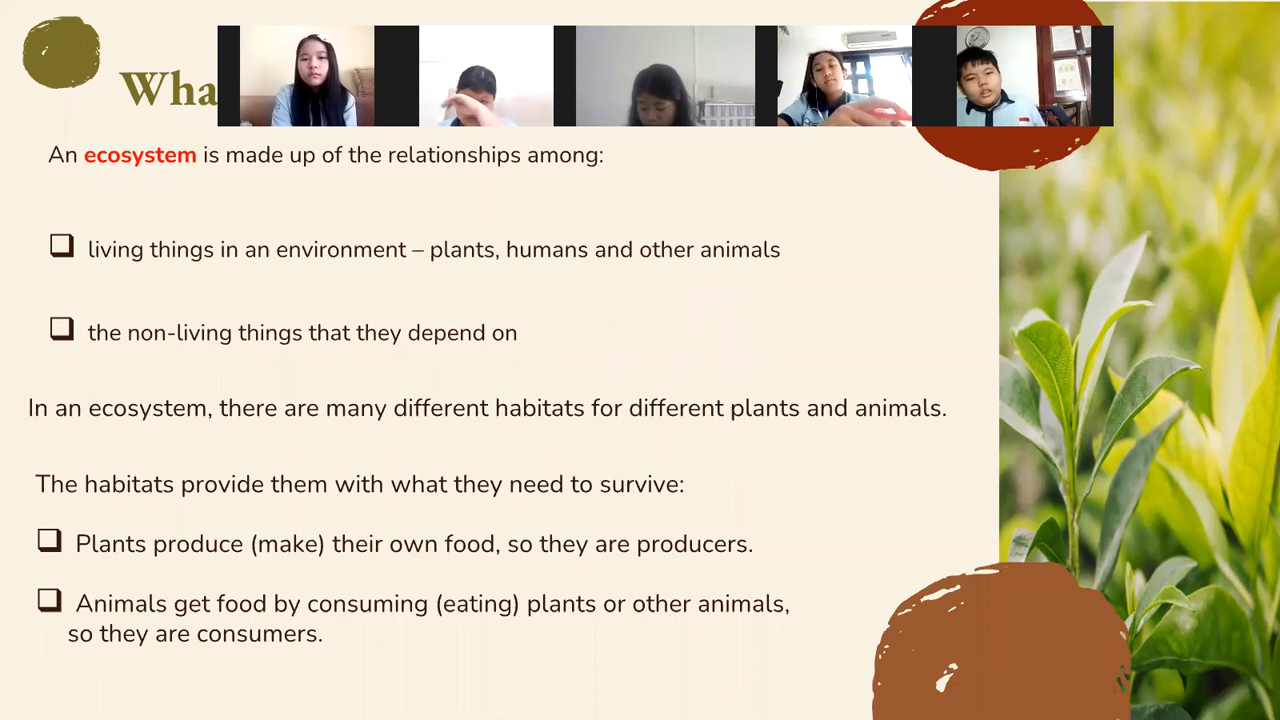 Wha
An ecosystem is made up of the relationships among:
❑ living things in an environment – plants, humans and other animals
❑ the non-living things that they depend on
In an ecosystem, there are many different habitats for different plants and animals.
The habitats provide them with what they need to survive:
❑ Plants produce (make) their own food, so they are producers.
❑ Animals get food by consuming (eating) plants or other animals,
so they are consumers.